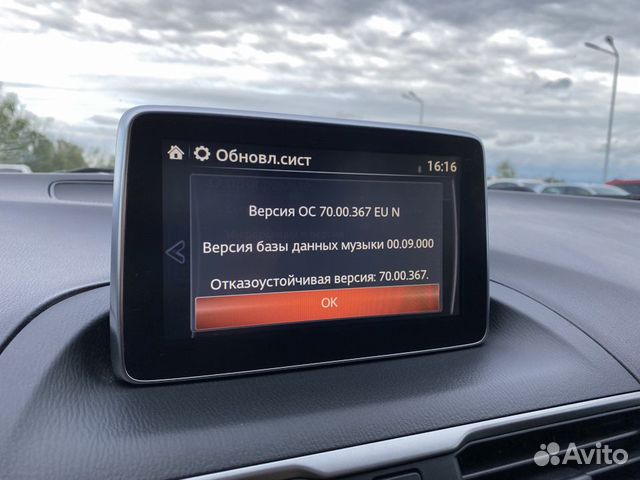 Обновл.сист
16:16
Версия ОС 70.00.367 EU N
Версия базы данных музыки 00.09.000
Отказоустойчивая версия: 70.00.367.
OK
Avito